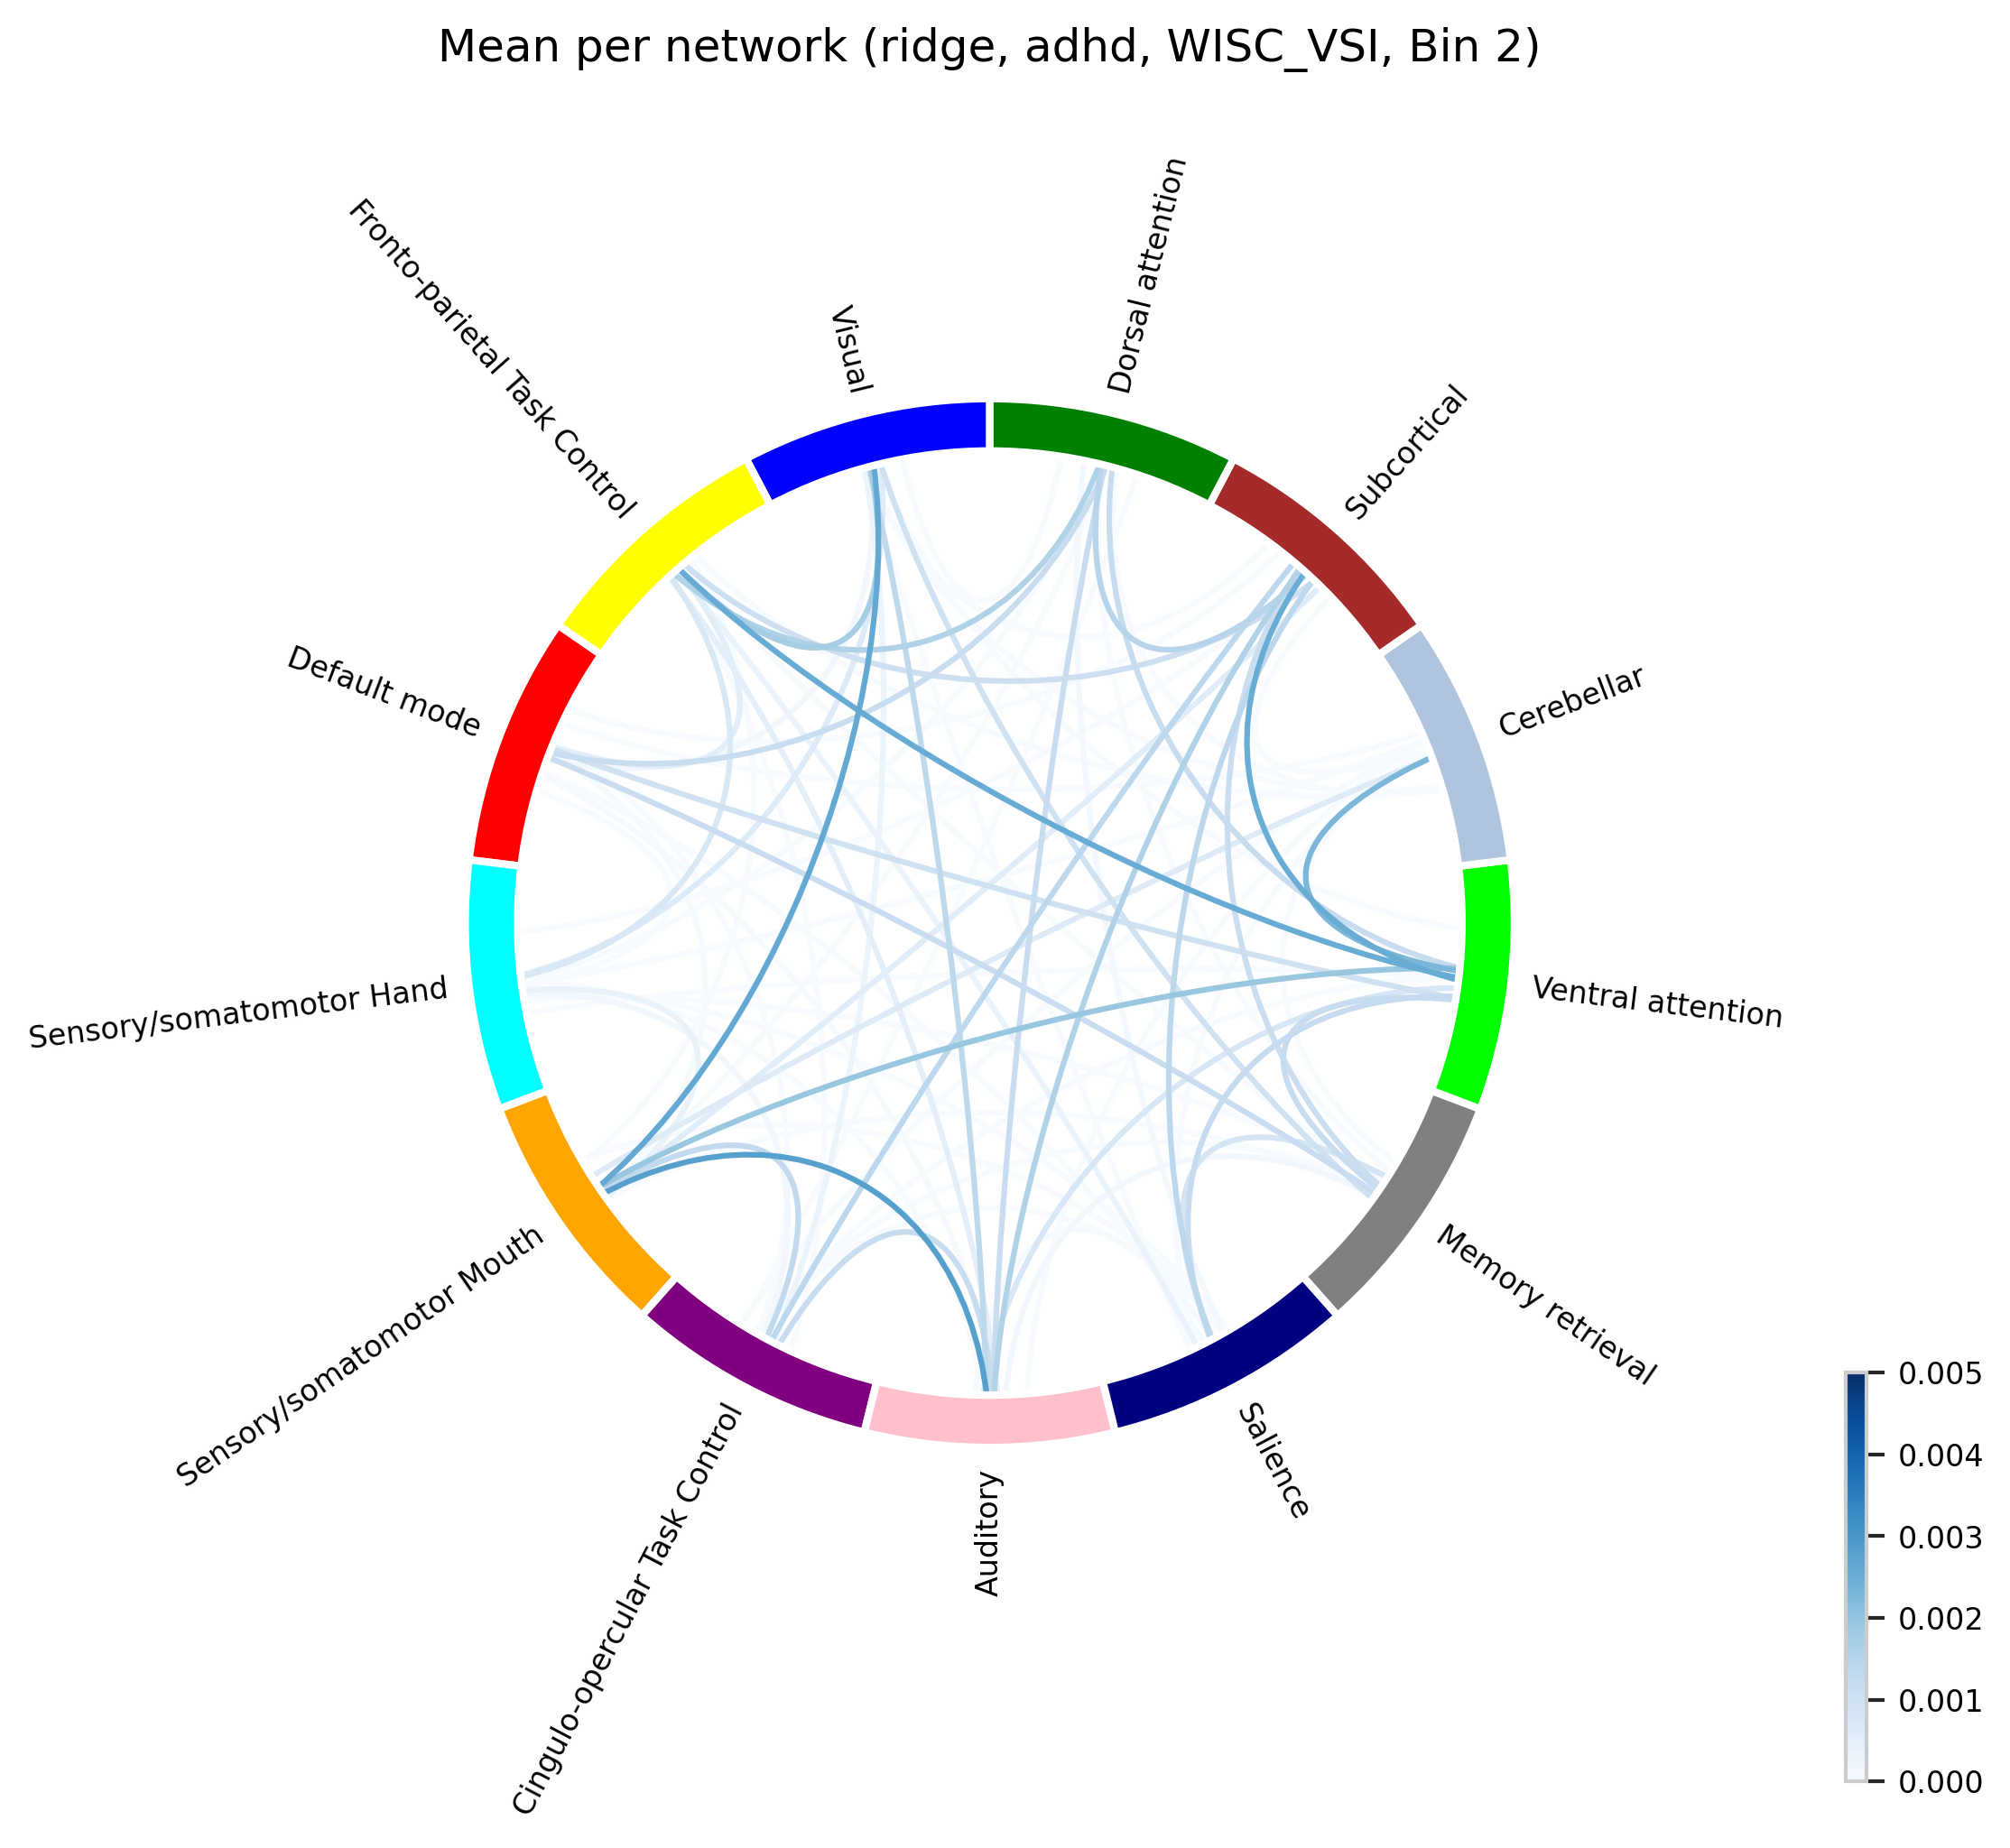 Mean per network (ridge, adhd, WISC_VSI, Bin 2)
Dorsal attention
Visual
Fronto-parietal Task Control
Subcortical
Default mode
Cerebellar
Sensory/somatomotor Hand
Ventral attention
Sensory/somatomotor Mouth
Memory retrieval
Cingulo-opercular Task Control
Auditory
Salience
0.005
0.004
0.003
0.002
0.001
0.000